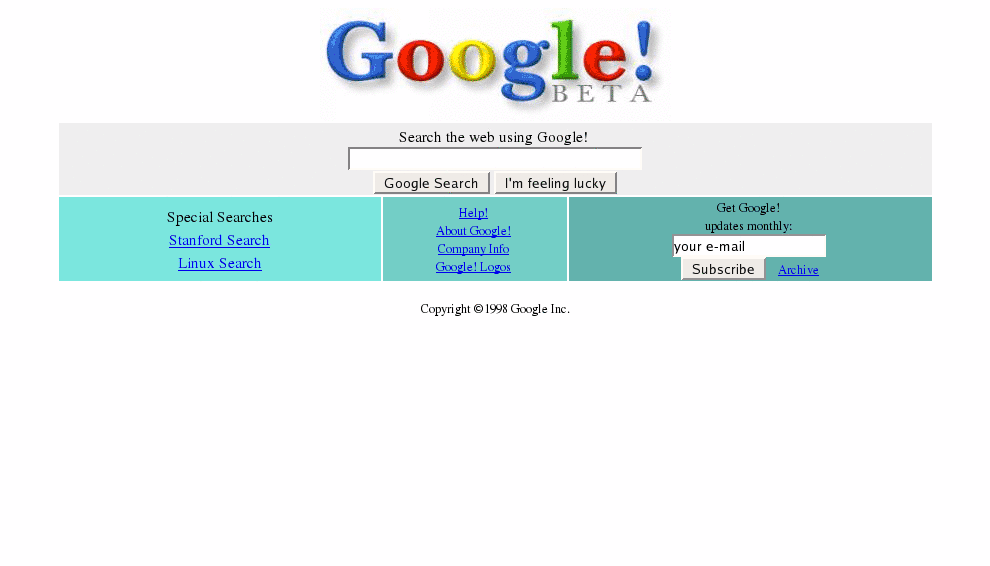 Google!
BETA
Search the web using Google!
Google Search
I'm feeling lucky
Special Searches
Stanford Search
Linux Search
Help!
About Google!
Company Info
Google! Logos
Get Google!
updates monthly:
your e-mail
Subscribe
Archive
Copyright ©1998 Google Inc.